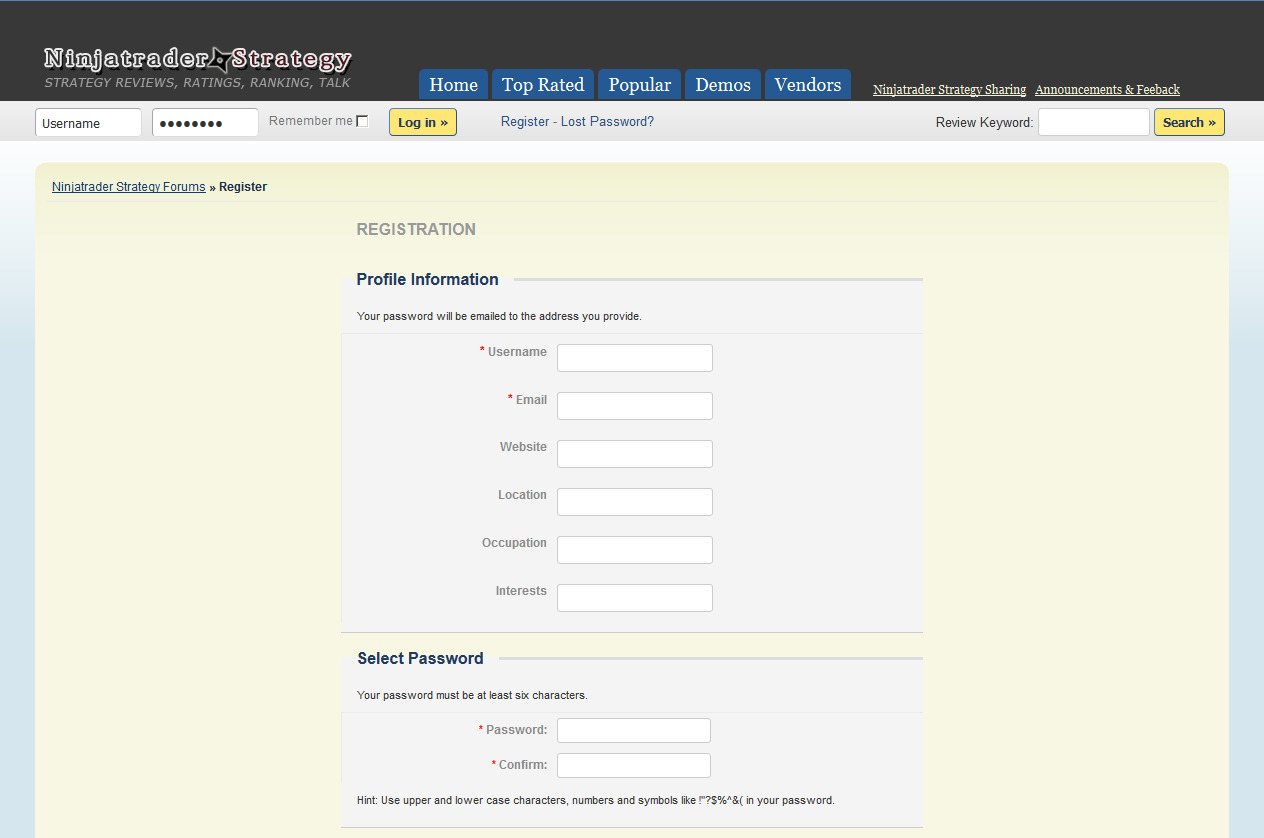 Ninjatrader Strategy
STRATEGY REVIEWS, RATINGS, RANKING, TALK
Home Top Rated Popular Demos Vendors
Ninjatrader Strategy Sharing Announcements & Feeback
Username ●●●●●●●● Remember me Log in » Register - Lost Password? Review Keyword: Search »
Ninjatrader Strategy Forums » Register
REGISTRATION
Profile Information
Your password will be emailed to the address you provide.
* Username
* Email
Website
Location
Occupation
Interests
Select Password
Your password must be at least six characters.
* Password:
* Confirm:
Hint: Use upper and lower case characters, numbers and symbols like !"?$%^&( in your password.